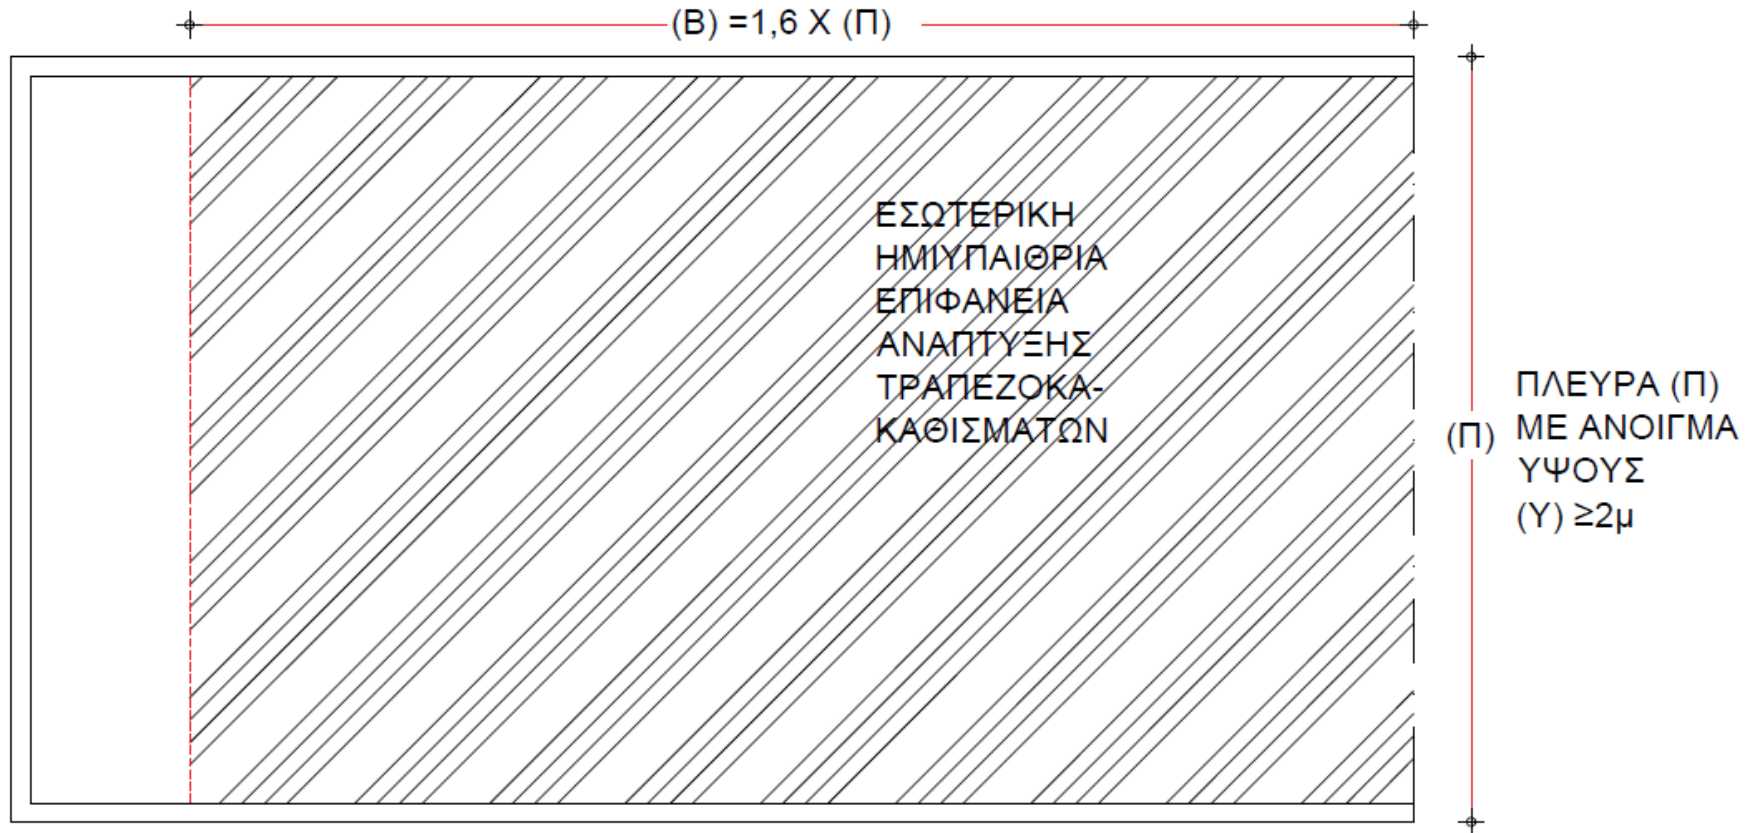 (Β) =1,6 Χ (Π)
ΕΣΩΤΕΡΙΚΗ
ΗΜΙΥΠΑΙΘΡΙΑ
ΕΠΙΦΑΝΕΙΑ
ΑΝΑΠΤΥΞΗΣ
ΤΡΑΠΕΖΟΚΑ-
ΚΑΘΙΣΜΑΤΩΝ
(Π)
ΠΛΕΥΡΑ (Π)
ΜΕ ΑΝΟΙΓΜΑ
ΥΨΟΥΣ
(Υ) ≥2μ